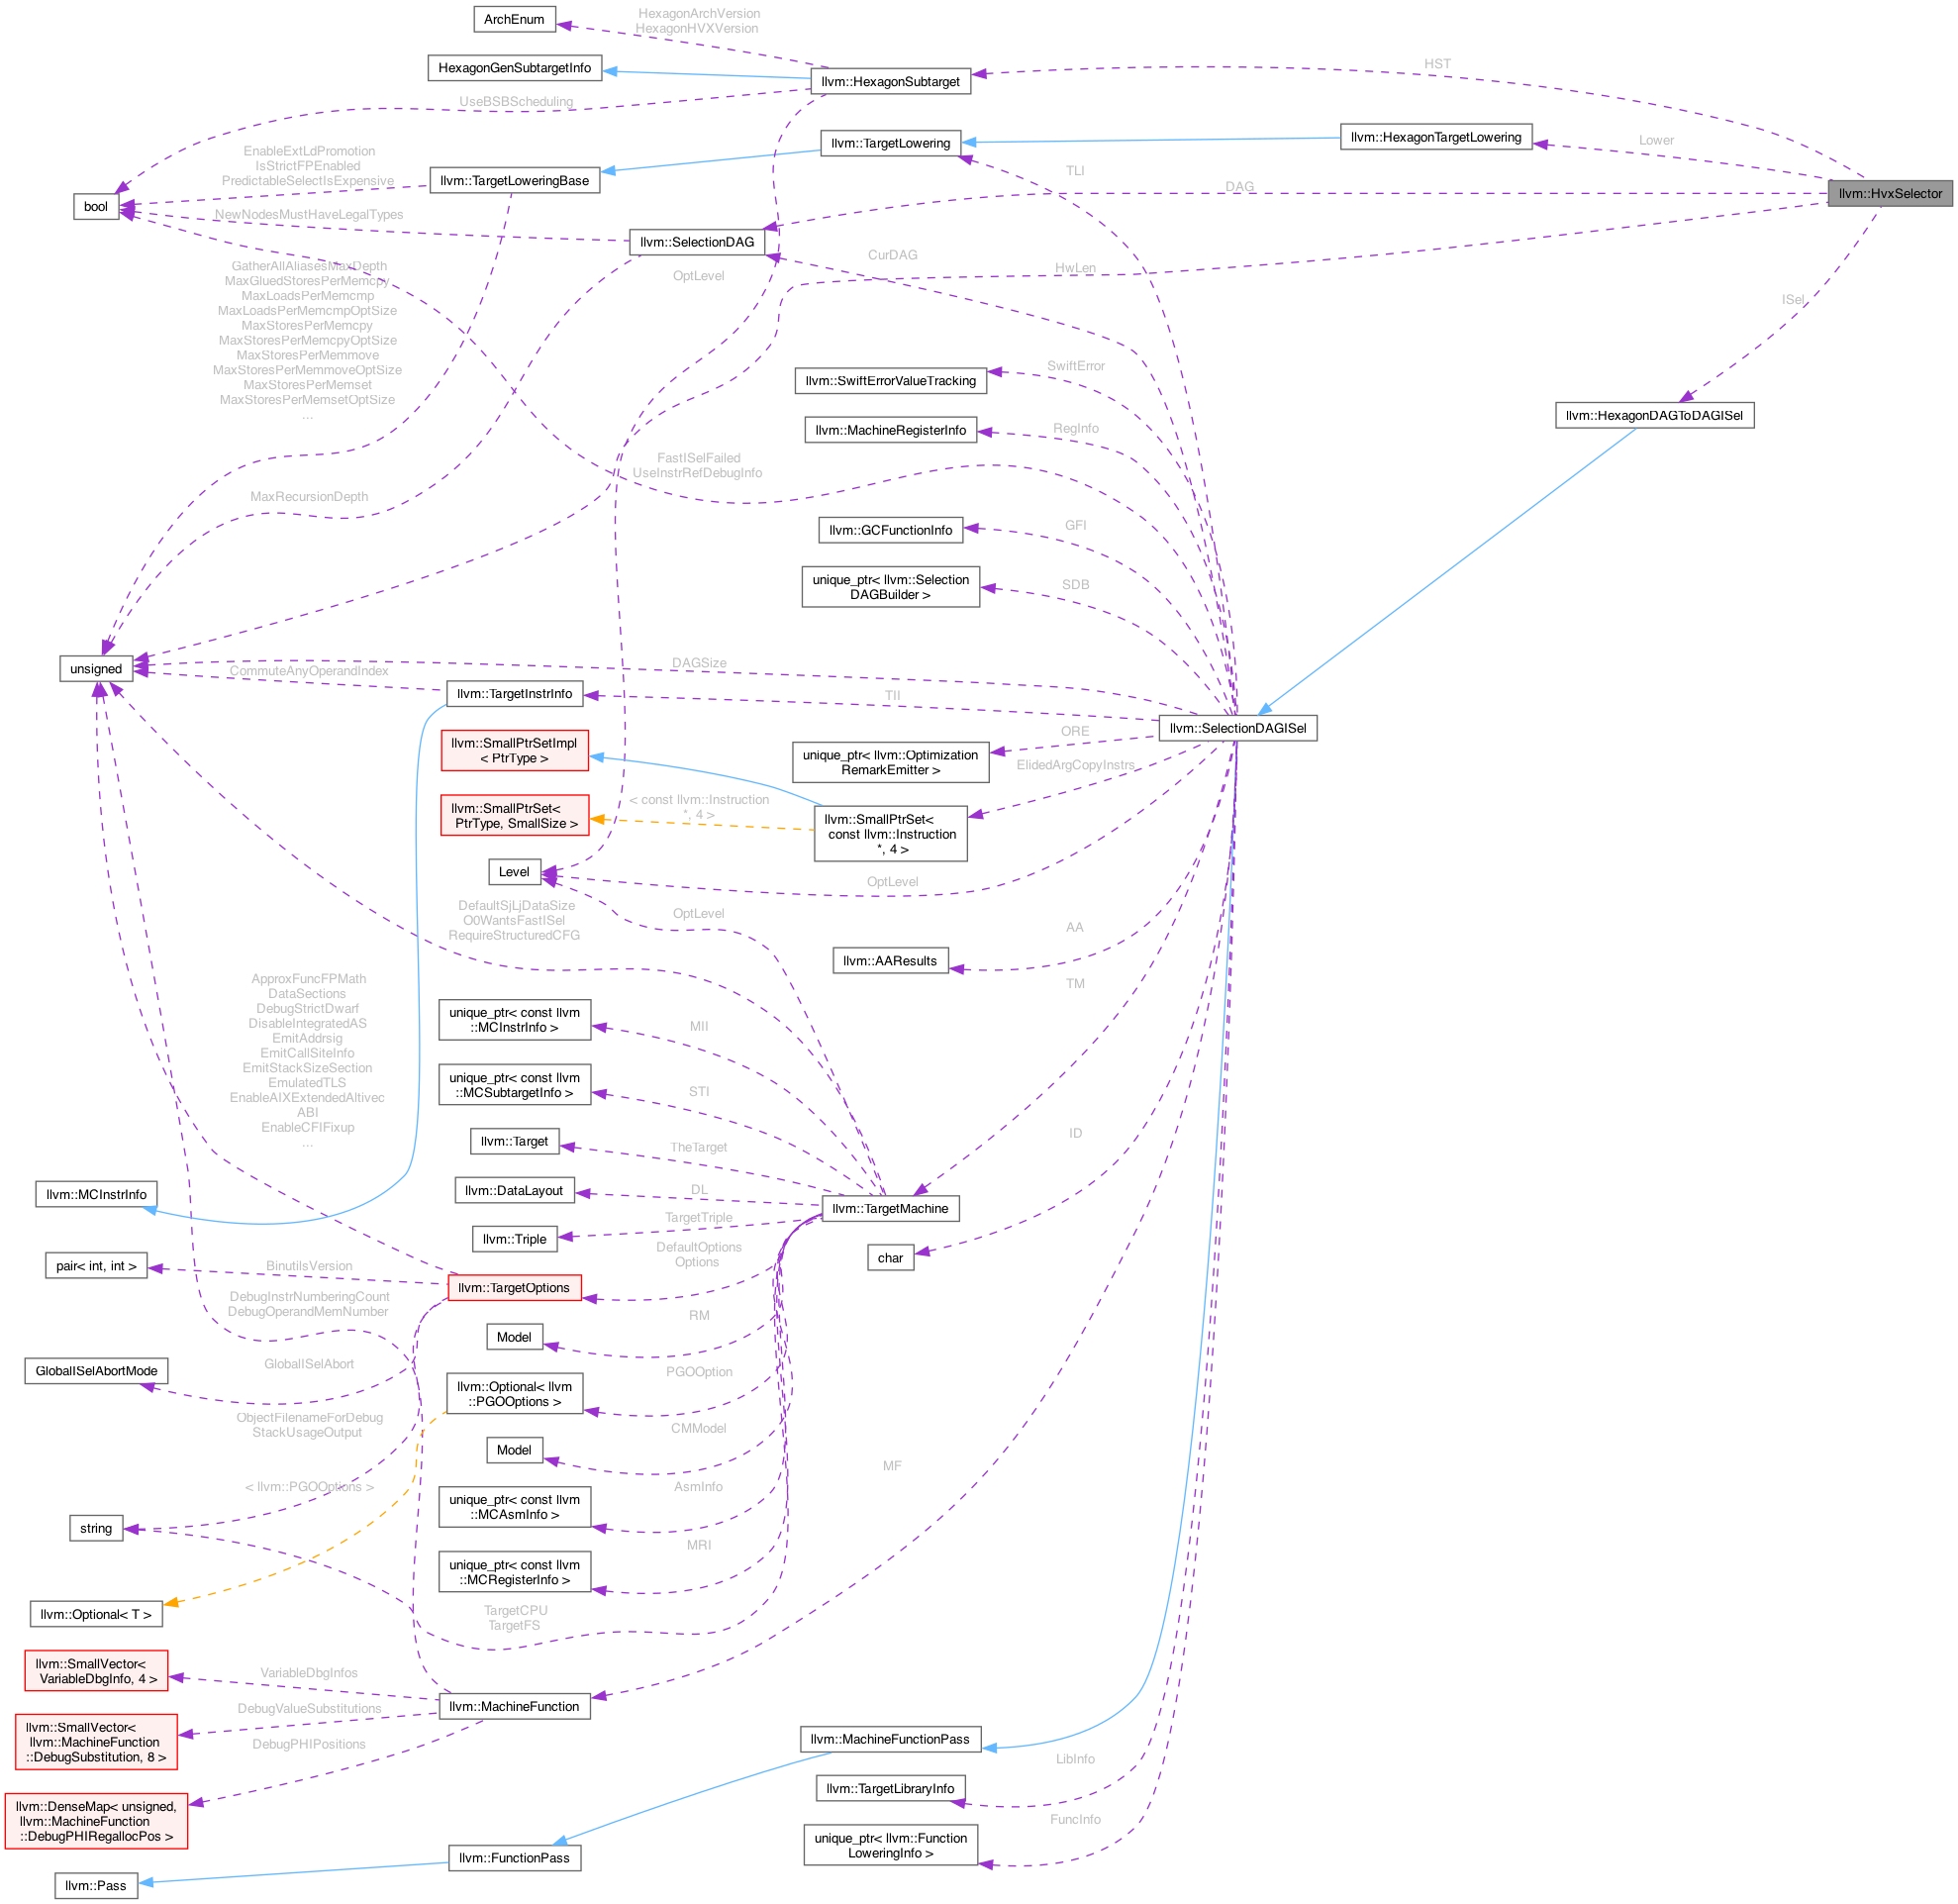 ArchEnum
HexagonArchVersion
HexagonHVXVersion
HexagonGenSubtargetInfo
llvm::HexagonSubtarget
HST
UseBSBScheduling
llvm::TargetLowering
llvm::HexagonTargetLowering
Lower
EnableExtLdPromotion
IsStrictFPEnabled
PredictableSelectIsExpensive
llvm::TargetLoweringBase
TLI
DAG
llvm::HvxSelector
bool
NewNodesMustHaveLegalTypes
llvm::SelectionDAG
CurDAG
HwLen
OptLevel
ISel
GatherAllAliasesMaxDepth
MaxGluedStoresPerMemcpy
MaxLoadsPerMemcmp
MaxLoadsPerMemcmpOptSize
MaxStoresPerMemcpy
MaxStoresPerMemcpyOptSize
MaxStoresPerMemmove
MaxStoresPerMemmoveOptSize
MaxStoresPerMemset
MaxStoresPerMemsetOptSize
...
llvm::SwiftErrorValueTracking
SwiftError
llvm::HexagonDAGToDAGISel
llvm::MachineRegisterInfo
RegInfo
FastISelFailed
UseInstrRefDebugInfo
MaxRecursionDepth
llvm::GCFunctionInfo
GFI
unique_ptr< llvm::Selection
DAGBuilder >
SDB
unsigned
CommuteAnyOperandIndex
DAGSize
llvm::TargetInstrInfo
TII
llvm::SelectionDAGISel
llvm::SmallPtrSetImpl
< PtrType >
unique_ptr< llvm::Optimization
RemarkEmitter >
ORE
ElidedArgCopyInstrs
llvm::SmallPtrSet<
PtrType, SmallSize >
< const llvm::Instruction
*, 4 >
llvm::SmallPtrSet<
const llvm::Instruction
*, 4 >
Level
OptLevel
DefaultSjLjDataSize
O0WantsFastISel
RequireStructuredCFG
OptLevel
AA
llvm::AAResults
TM
ApproxFuncFPMath
DataSections
DebugStrictDwarf
DisableIntegratedAS
EmitAddrsig
EmitCallSiteInfo
EmitStackSizeSection
EmulatedTLS
EnableAIXExtendedAltivec
ABI
EnableCFIFixup
...
unique_ptr< const llvm
::MCInstrInfo >
MII
unique_ptr< const llvm
::MCSubtargetInfo >
STI
llvm::Target
TheTarget
ID
llvm::MCInstrInfo
llvm::DataLayout
DL
llvm::TargetMachine
llvm::Triple
TargetTriple
char
pair< int, int >
BinutilsVersion
llvm::TargetOptions
DefaultOptions
Options
DebugInstrNumberingCount
DebugOperandMemNumber
Model
RM
GlobalISelAbortMode
GlobalISelAbort
llvm::Optional< llvm
::PGOOptions >
PGOOption
ObjectFilenameForDebug
StackUsageOutput
Model
CMModel
MF
< llvm::PGOOptions >
unique_ptr< const llvm
::MCAsmInfo >
AsmInfo
string
unique_ptr< const llvm
::MCRegisterInfo >
MRI
llvm::Optional< T >
TargetCPU
TargetFS
llvm::SmallVector<
VariableDbgInfo, 4 >
VariableDbgInfos
llvm::MachineFunction
llvm::SmallVector<
llvm::MachineFunction
::DebugSubstitution, 8 >
DebugValueSubstitutions
DebugPHIPositions
llvm::MachineFunctionPass
LibInfo
llvm::DenseMap< unsigned,
llvm::MachineFunction
::DebugPHIRegallocPos >
llvm::TargetLibraryInfo
FuncInfo
unique_ptr< llvm::Function
LoweringInfo >
llvm::FunctionPass
llvm::Pass